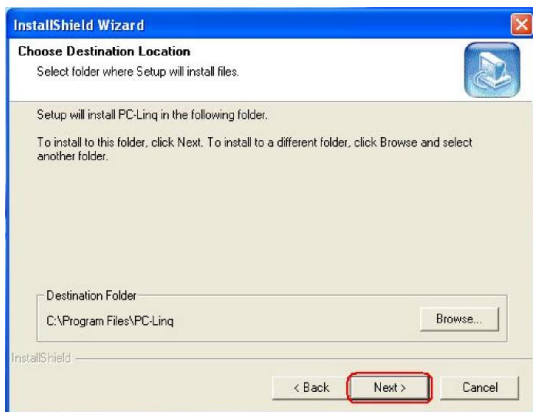 InstallShield Wizard
Choose Destination Location
Select folder where Setup will install files.
Setup will install PC-Linq in the following folder.
To install to this folder, click Next. To install to a different folder, click Browse and select
another folder.
Destination Folder
C:\Program Files\PC-Linq
Browse...
InstallShield
< Back
Next >
Cancel